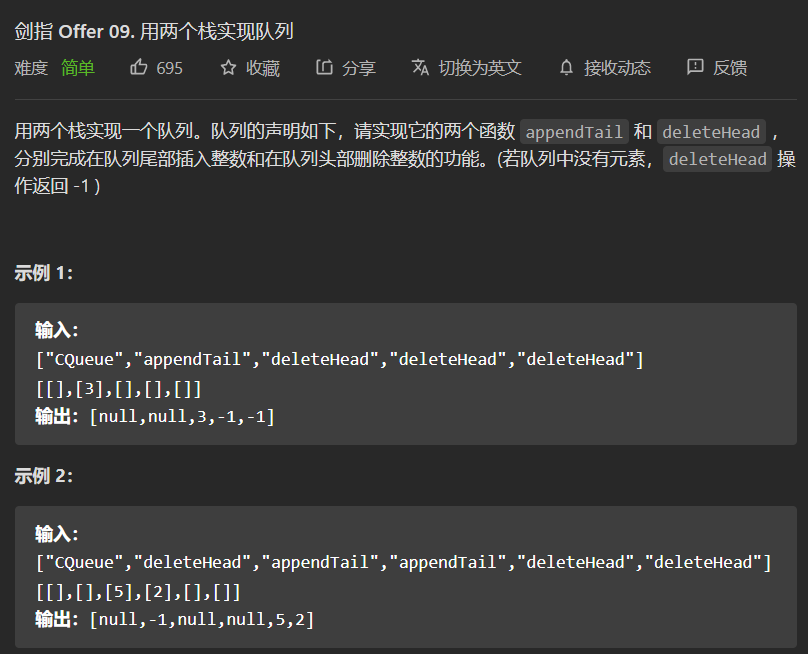 剑指 Offer 09. 用两个栈实现队列
难度 简单 695 收藏 分享 切换为英文 接收动态 反馈
用两个栈实现一个队列。队列的声明如下，请实现它的两个函数 appendTail 和 deleteHead ，
分别完成在队列尾部插入整数和在队列头部删除整数的功能。(若队列中没有元素，deleteHead 操
作返回 -1 )
示例 1：
输入：
["CQueue","appendTail","deleteHead","deleteHead","deleteHead"]
[[],[3],[],[],[]]
输出：[null,null,3,-1,-1]
示例 2：
输入：
["CQueue","deleteHead","appendTail","appendTail","deleteHead","deleteHead"]
[[],[],[5],[2],[],[]]
输出：[null,-1,null,null,5,2]